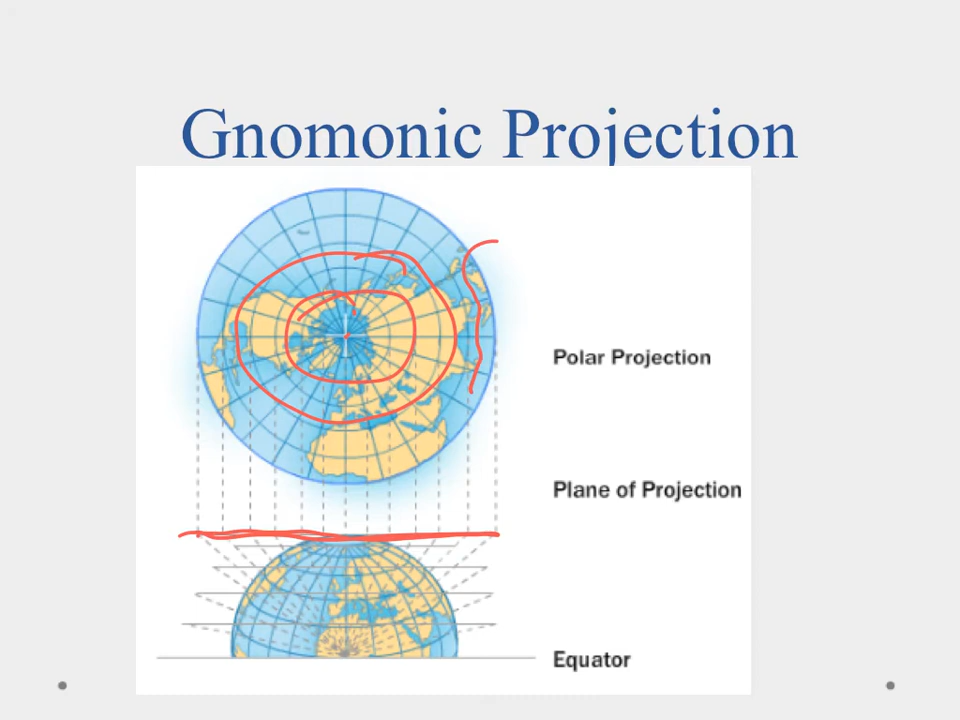 Gnomonic Projection
Polar Projection
Plane of Projection
Equator